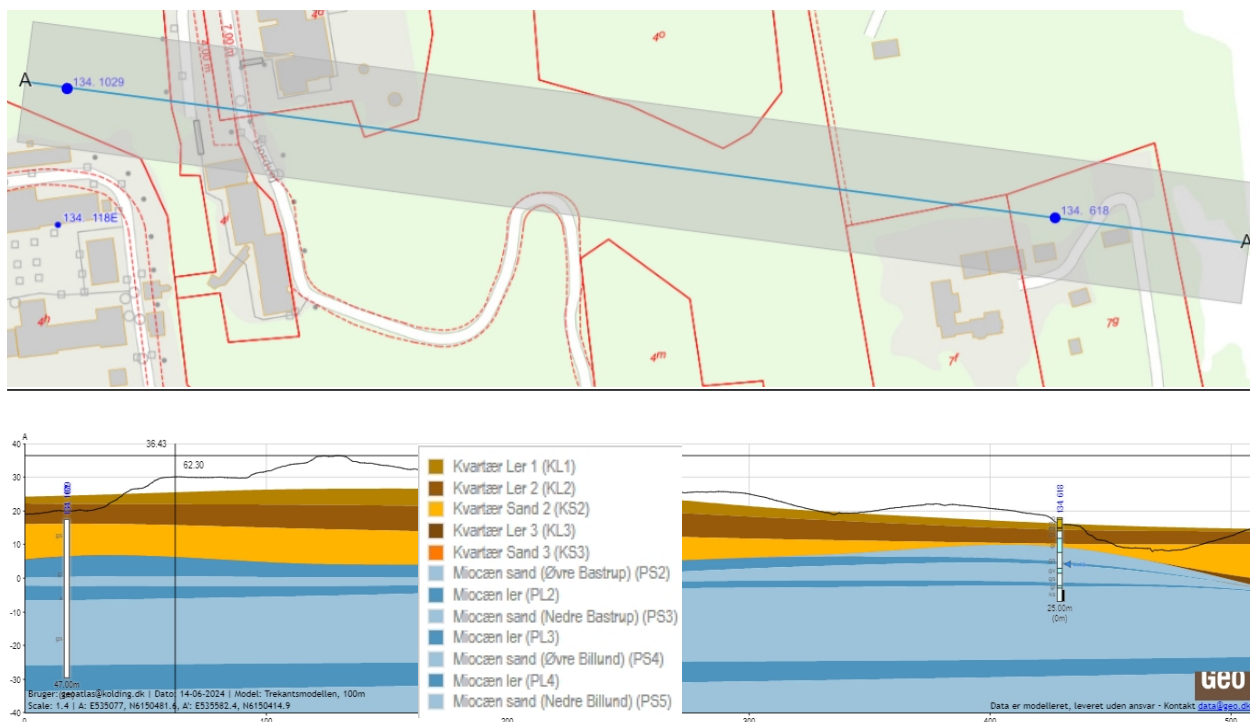 A
134. 1029
134. 118E
4h
4i
7.00 m
4.00 m
4o
4m
134. 618
7f
7g
A
A
40
30
20
10
0
-10
-20
-30
-40
36.43
62.30
47.00m
Kvartær Ler 1 (KL1)
Kvartær Ler 2 (KL2)
Kvartær Sand 2 (KS2)
Kvartær Ler 3 (KL3)
Kvartær Sand 3 (KS3)
Miocæn sand (Øvre Bastrup) (PS2)
Miocæn ler (PL2)
Miocæn sand (Nedre Bastrup) (PS3)
Miocæn ler (PL3)
Miocæn sand (Øvre Billund) (PS4)
Miocæn ler (PL4)
Miocæn sand (Nedre Billund) (PS5)
134 618
25.00m
(0m)
Geo
Bruger: geoatlas@kolding.dk | Dato: 14-06-2024 | Model: Trekantsmodellen, 100m
Scale: 1.4 | A: E535077, N6150481.6, A': E535582.4, N6150414.9
Data er modelleret, leveret uden ansvar - Kontakt data@geo.dk
0
100
200
300
400